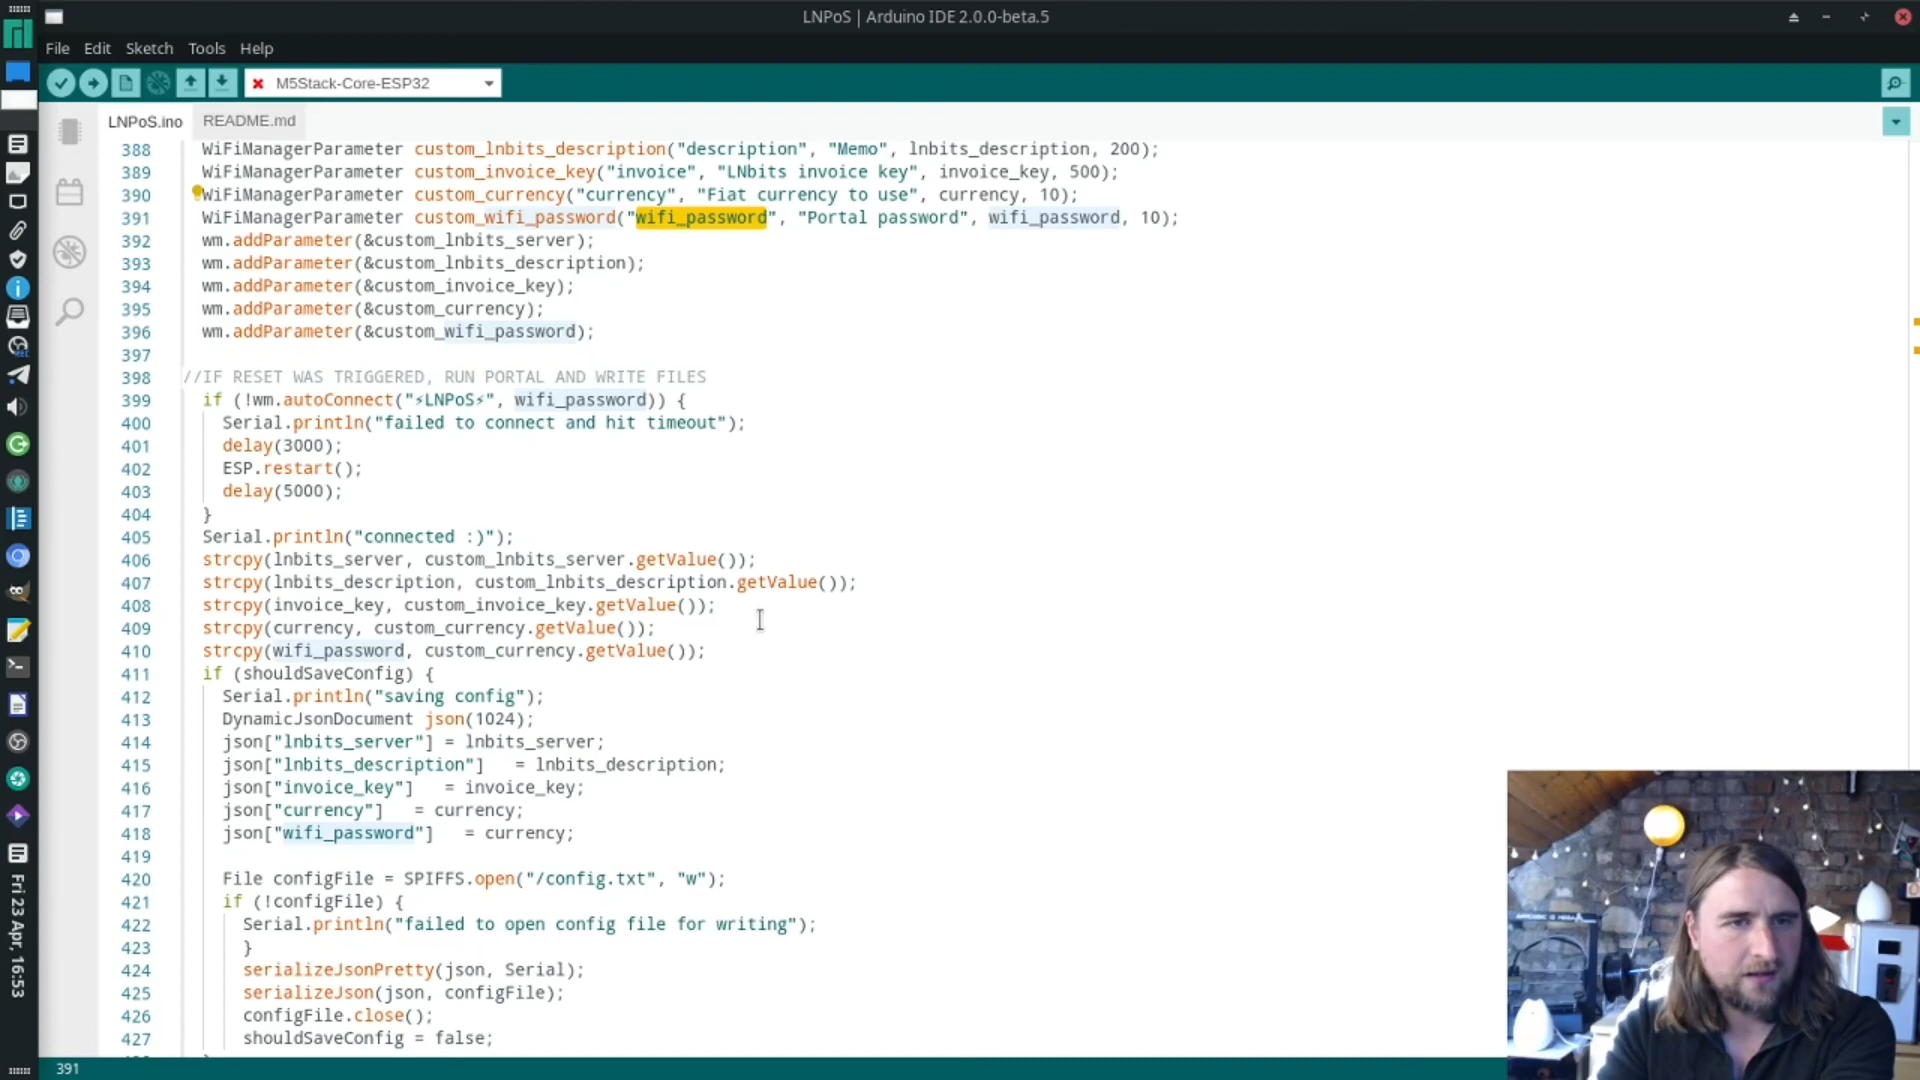 LNPoS | Arduino IDE 2.0.0-beta.5
File Edit Sketch Tools Help
M5Stack-Core-ESP32
LNPoS.ino README.md
388 WiFiManagerParameter custom_lnbits_description("description", "Memo", lnbits_description, 200);
389 WiFiManagerParameter custom_invoice_key("invoice", "LNbits invoice key", invoice_key, 500);
390 WiFiManagerParameter custom_currency("currency", "Fiat currency to use", currency, 10);
391 WiFiManagerParameter custom_wifi_password("wifi_password", "Portal password", wifi_password, 10);
392 wm.addParameter(&custom_lnbits_server);
393 wm.addParameter(&custom_lnbits_description);
394 wm.addParameter(&custom_invoice_key);
395 wm.addParameter(&custom_currency);
396 wm.addParameter(&custom_wifi_password);
397
398 //IF RESET WAS TRIGGERED, RUN PORTAL AND WRITE FILES
399 if (!wm.autoConnect("⚡LNPoS⚡", wifi_password)) {
400 Serial.println("failed to connect and hit timeout");
401 delay(3000);
402 ESP.restart();
403 delay(5000);
404 }
405 Serial.println("connected :)");
406 strcpy(lnbits_server, custom_lnbits_server.getValue());
407 strcpy(lnbits_description, custom_lnbits_description.getValue());
408 strcpy(invoice_key, custom_invoice_key.getValue());
409 strcpy(currency, custom_currency.getValue());
410 strcpy(wifi_password, custom_currency.getValue());
411 if (shouldSaveConfig) {
412 Serial.println("saving config");
413 DynamicJsonDocument json(1024);
414 json["lnbits_server"] = lnbits_server;
415 json["lnbits_description"] = lnbits_description;
416 json["invoice_key"] = invoice_key;
417 json["currency"] = currency;
418 json["wifi_password"] = currency;
419
420 File configFile = SPIFFS.open("/config.txt", "w");
421 if (!configFile) {
422 Serial.println("failed to open config file for writing");
423 }
424 serializeJsonPretty(json, Serial);
425 serializeJson(json, configFile);
426 configFile.close();
427 shouldSaveConfig = false;
391
Fri 23 Apr, 16:53